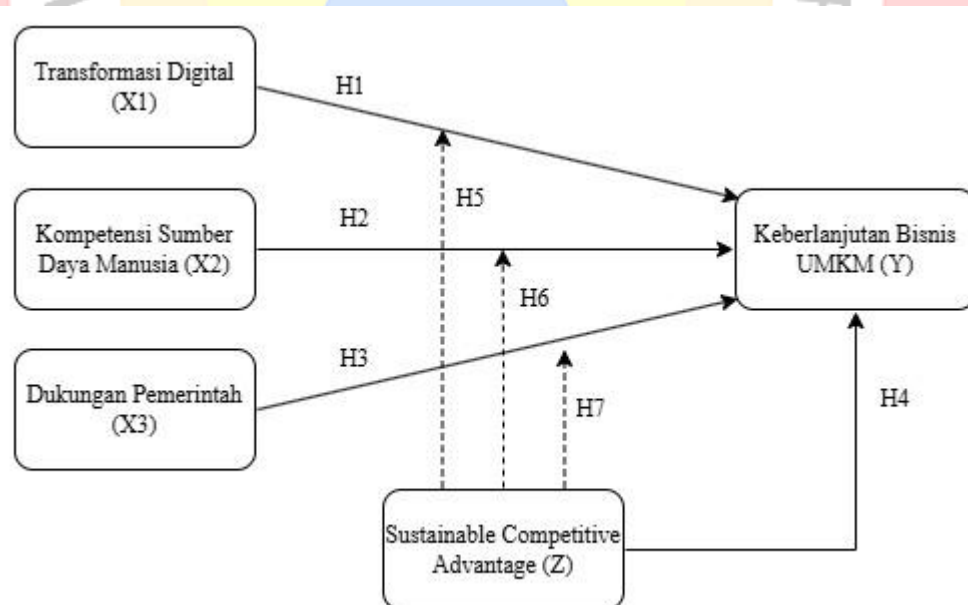 Transformasi Digital
(X1)
H1
H5
Kompetensi Sumber
Daya Manusia (X2)
H2
Keberlanjutan Bisnis
UMKM (Y)
H6
Dukungan Pemerintah
(X3)
H3
H7
H4
Sustainable Competitive
Advantage (Z)